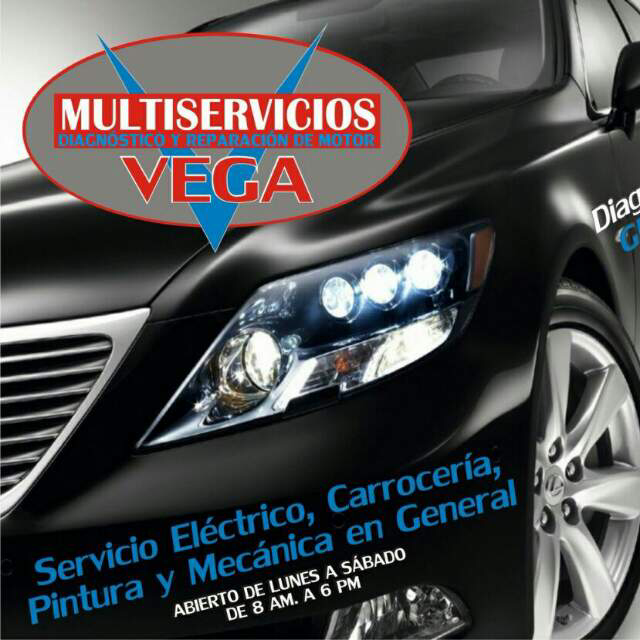 MULTISERVICIOS
DIAGNÓSTICO Y REPARACIÓN DE MOTOR
VEGA
Servicio Eléctrico, Carrocería,
Pintura y Mecánica en General
ABIERTO DE LUNES A SÁBADO
DE 8 AM. A 6 PM